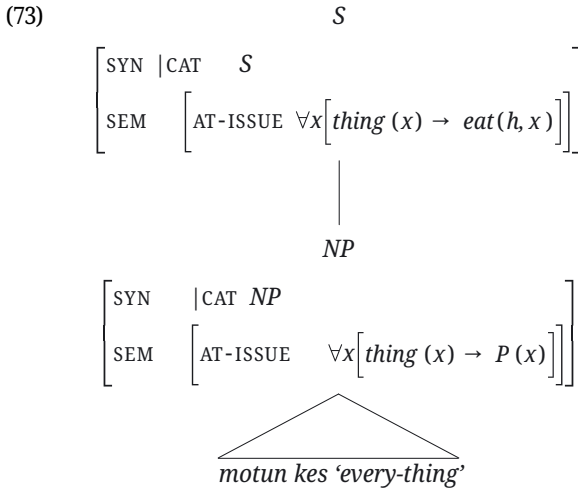 (73) S
SYN |CAT S
SEM [AT-ISSUE ∀x[thing (x) → eat(h, x)]]
NP
SYN |CAT NP
SEM [AT-ISSUE ∀x[thing (x) → P(x)]]
motun kes ‘every-thing’